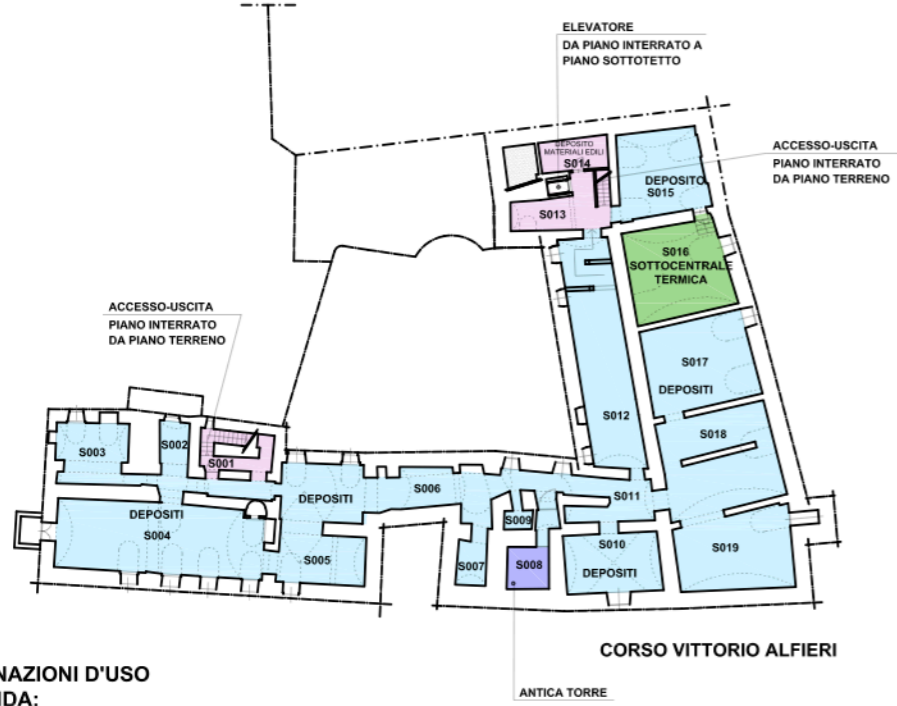 ELEVATORE
DA PIANO INTERRATO A
PIANO SOTTOTETTO
ACCESSO-USCITA
PIANO INTERRATO
DA PIANO TERRENO
DEPOSITO
MATERIALI EDILI
S014
DEPOSITO
S015
S013
S016
SOTTOCENTRALE
TERMICA
ACCESSO-USCITA
PIANO INTERRATO
DA PIANO TERRENO
S017
DEPOSITI
S012
S018
S003
S002
S001
S006
DEPOSITI
S011
DEPOSITI
S004
S009
S005
S007
S008
S010
DEPOSITI
S019
CORSO VITTORIO ALFIERI
NAZIONI D'USO
NDA:
ANTICA TORRE